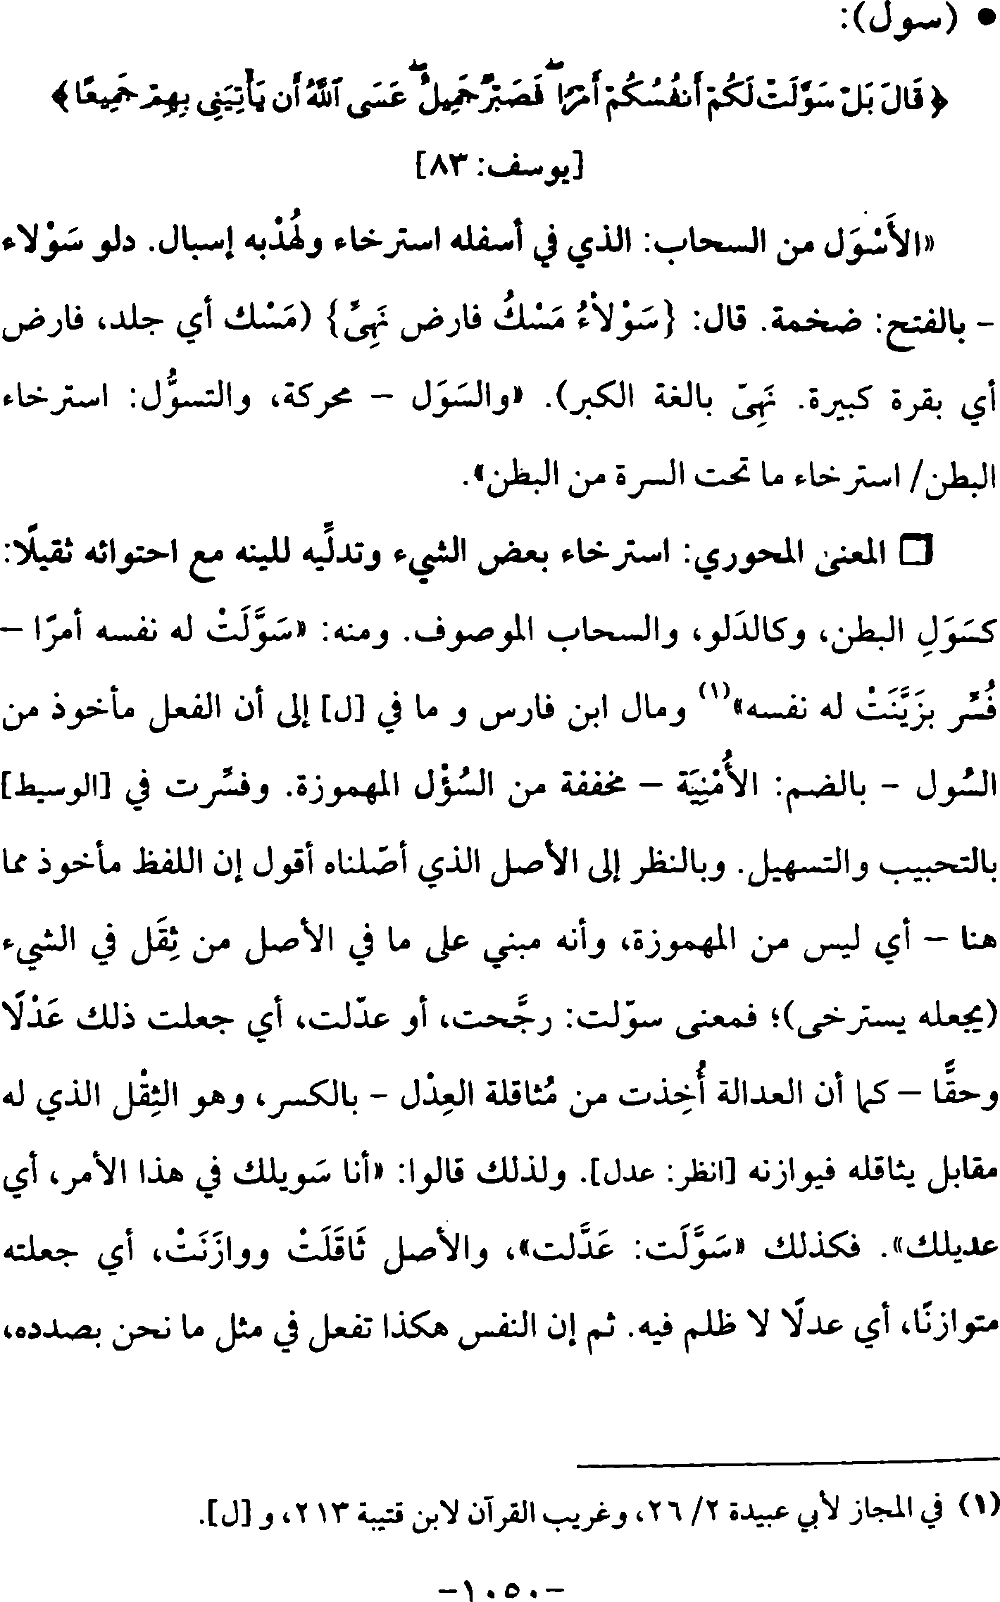 ● (سول):
﴿قَالَ بَلْ سَوَّلَتْ لَكُمْ أَنفُسُكُمْ أَمْرًا ۖ فَصَبْرٌ جَمِيلٌ ۖ عَسَى ٱللَّهُ أَن يَأْتِيَنِى بِهِمْ جَمِيعًا﴾
[يوسف: ٨٣]
«الأَسْوَل من السحاب: الذي في أسفله استرخاء ولهُدْبه إسبال. دلو سَوْلاء
– بالفتح: ضخمة. قال: {سَوْلاْءُ مَسْكُ فارض نَهِىِّ} (مَسْك أي جلد، فارض
أي بقرة كبيرة. نَهِىّ بالغة الكبر). «والسَوَل – محركة، والتسوُّل: استرخاء
البطن/ استرخاء ما تحت السرة من البطن».
□ المعنى المحوري: استرخاء بعض الشيء وتدلِّيه للينه مع احتوائه ثقيلًا:
كسَوَلِ البطن، وكالدَلو، والسحاب الموصوف. ومنه: «سَوَّلَتْ له نفسه أمرًا –
فُسِّر بزَيَّنَتْ له نفسه»(١) ومال ابن فارس و ما في [ل] إلى أن الفعل مأخوذ من
السُول – بالضم: الأُمْنِيَة – مخففة من السُؤْل المهموزة. وفسِّرت في [الوسيط]
بالتحبيب والتسهيل. وبالنظر إلى الأصل الذي أصّلناه أقول إن اللفظ مأخوذ مما
هنا – أي ليس من المهموزة، وأنه مبني على ما في الأصل من ثِقَل في الشيء
(يجعله يسترخى)؛ فمعنى سوّلت: رجَّحت، أو عدّلت، أي جعلت ذلك عَدْلًا
وحقًّا – كما أن العدالة أُخِذت من مُثاقلة العِدْل – بالكسر، وهو الثِقْل الذي له
مقابل يثاقله فيوازنه [انظر: عدل]. ولذلك قالوا: «أنا سَويلك في هذا الأمر، أي
عديلك». فكذلك «سَوَّلَت: عَدَّلت»، والأصل ثَاقَلَتْ ووازَنَتْ، أي جعلته
متوازنًا، أي عدلًا لا ظلم فيه. ثم إن النفس هكذا تفعل في مثل ما نحن بصدده،
(١) في المجاز لأبي عبيدة ٢/ ٢٦، وغريب القرآن لابن قتيبة ٢١٣، و [ل].
–١٠٥٠–